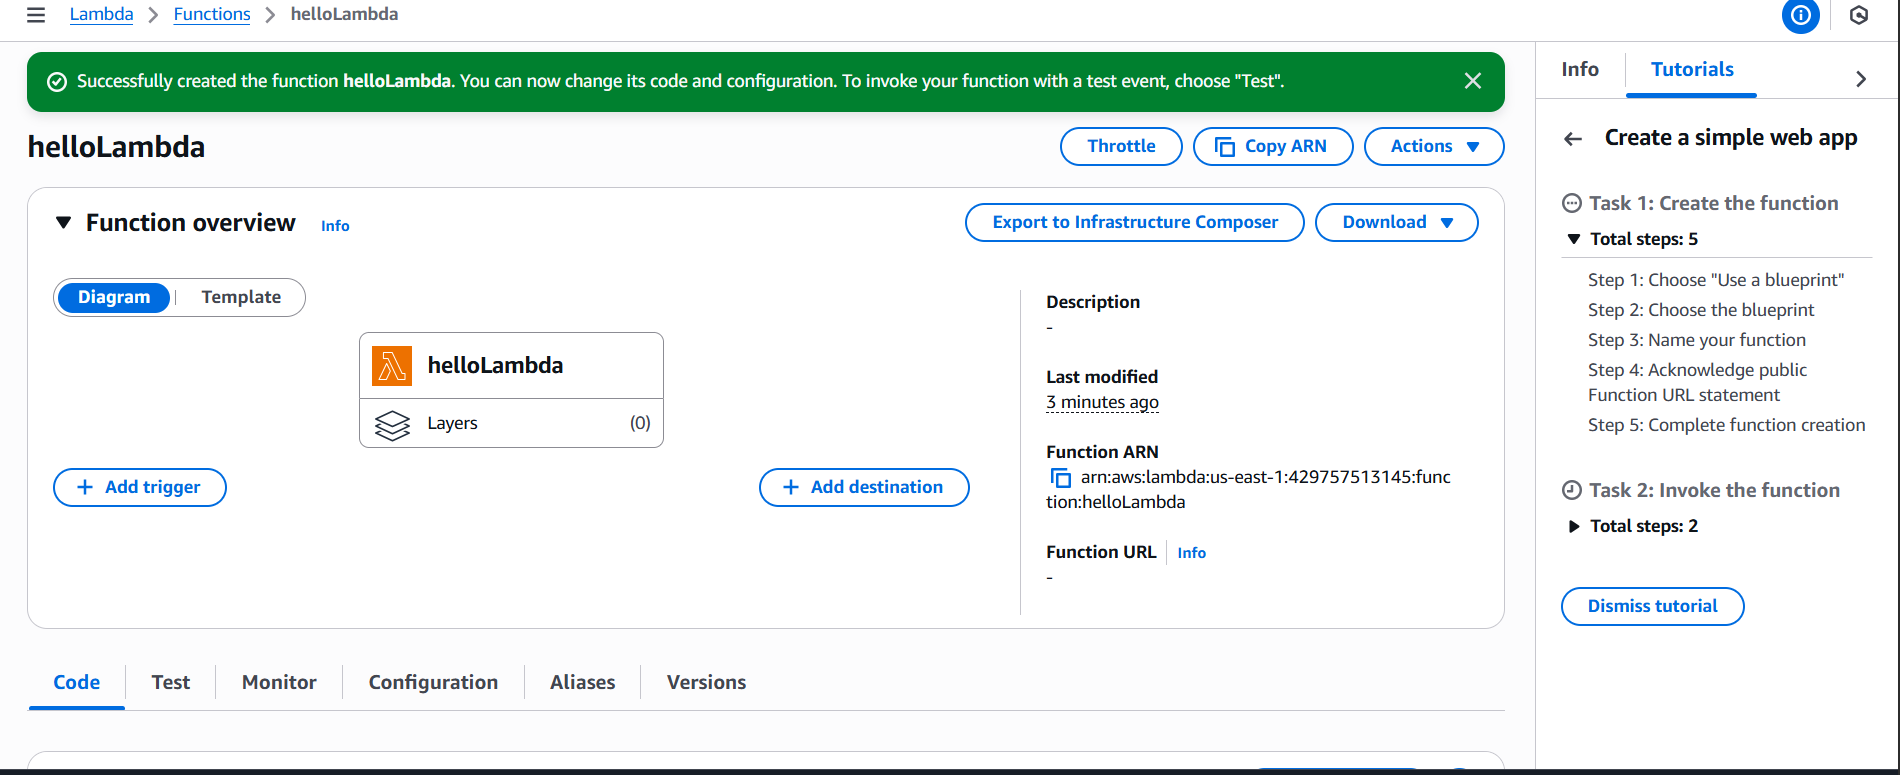 Lambda > Functions > helloLambda
Successfully created the function helloLambda. You can now change its code and configuration. To invoke your function with a test event, choose "Test".
helloLambda
Throttle
Copy ARN
Actions
Function overview
Info
Export to Infrastructure Composer
Download
Diagram
Template
helloLambda
Layers
(0)
Add trigger
Add destination
Description
-
Last modified
3 minutes ago
Function ARN
arn:aws:lambda:us-east-1:429757513145:func
tion:helloLambda
Function URL
Info
-
Code
Test
Monitor
Configuration
Aliases
Versions
Info
Tutorials
Create a simple web app
Task 1: Create the function
Total steps: 5
Step 1: Choose "Use a blueprint"
Step 2: Choose the blueprint
Step 3: Name your function
Step 4: Acknowledge public
Function URL statement
Step 5: Complete function creation
Task 2: Invoke the function
Total steps: 2
Dismiss tutorial